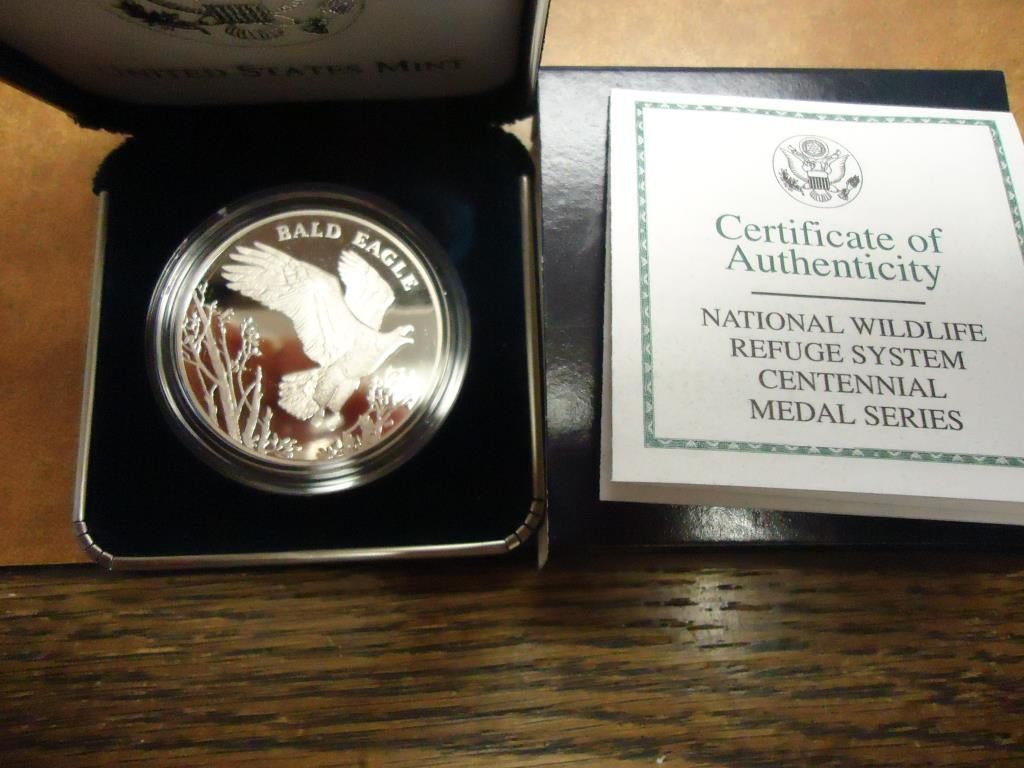 UNITED STATES MINT
BALD EAGLE
Certificate of
Authenticity
NATIONAL WILDLIFE
REFUGE SYSTEM
CENTENNIAL
MEDAL SERIES